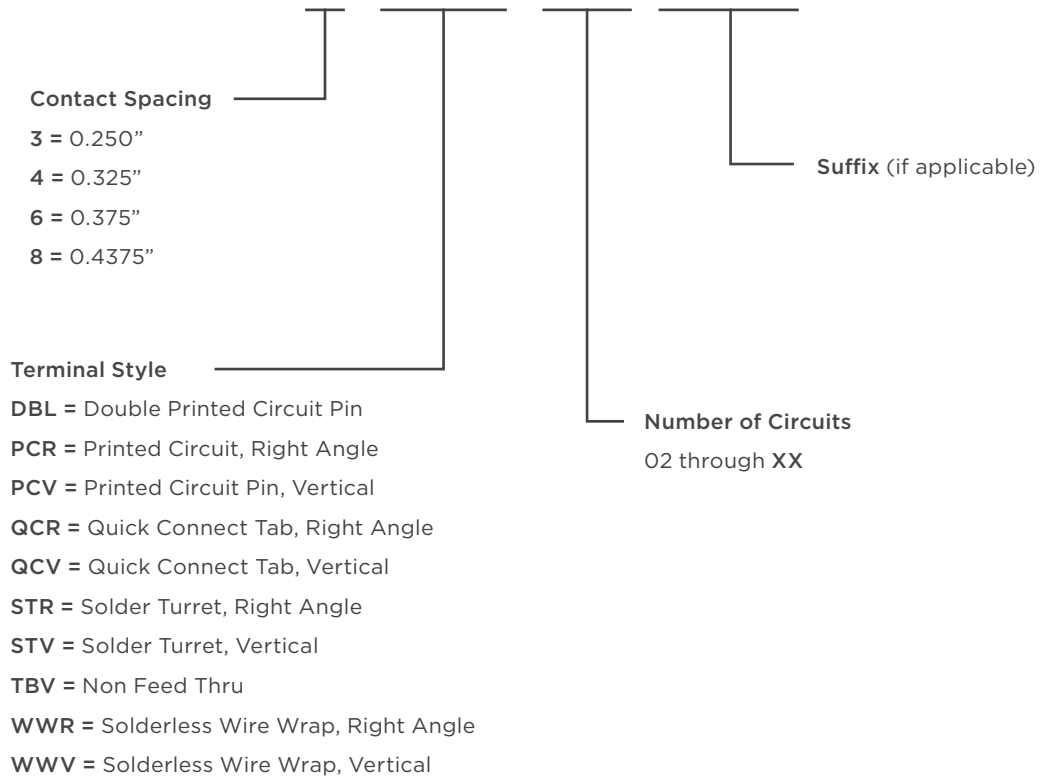 Contact Spacing
3 = 0.250”
4 = 0.325”
6 = 0.375”
8 = 0.4375”
Suffix (if applicable)
Terminal Style
DBL = Double Printed Circuit Pin
PCR = Printed Circuit, Right Angle
PCV = Printed Circuit Pin, Vertical
QCR = Quick Connect Tab, Right Angle
QCV = Quick Connect Tab, Vertical
STR = Solder Turret, Right Angle
STV = Solder Turret, Vertical
TBV = Non Feed Thru
WWR = Solderless Wire Wrap, Right Angle
WWV = Solderless Wire Wrap, Vertical
Number of Circuits
02 through XX